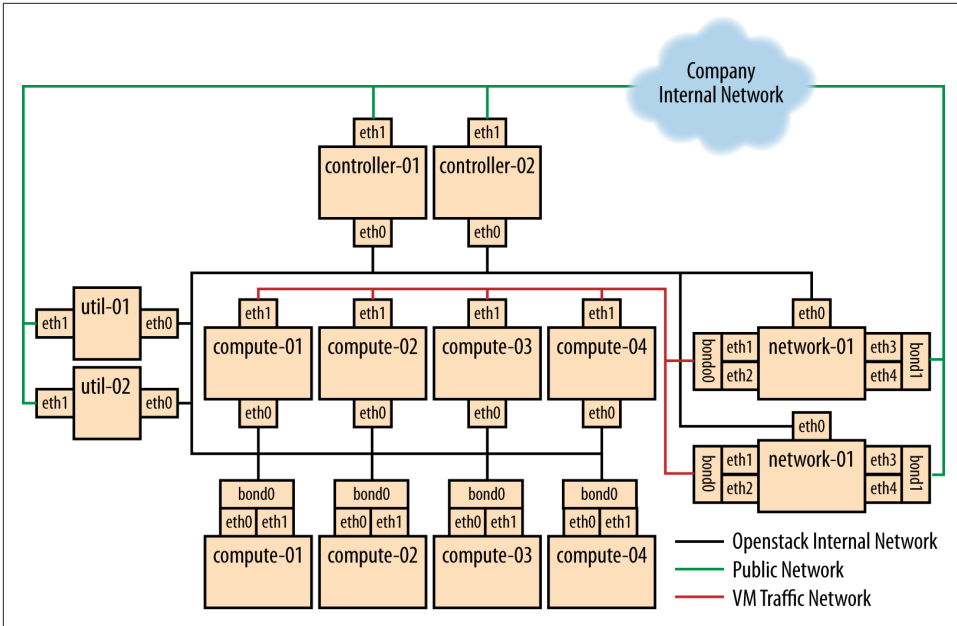 Company
Internal Network
eth1
eth1
controller-01
controller-02
eth0
eth0
util-01
eth1
eth0
util-02
eth1
eth0
eth1
eth1
eth1
eth1
compute-01
compute-02
compute-03
compute-04
eth0
eth0
eth0
eth0
eth0
bondo0
eth1
eth2
network-01
eth3
eth4
bond1
eth0
bond0
eth1
eth2
network-01
eth3
eth4
bond1
bond0
bond0
bond0
bond0
eth0 eth1
eth0 eth1
eth0 eth1
eth0 eth1
compute-01
compute-02
compute-03
compute-04
Openstack Internal Network
Public Network
VM Traffic Network